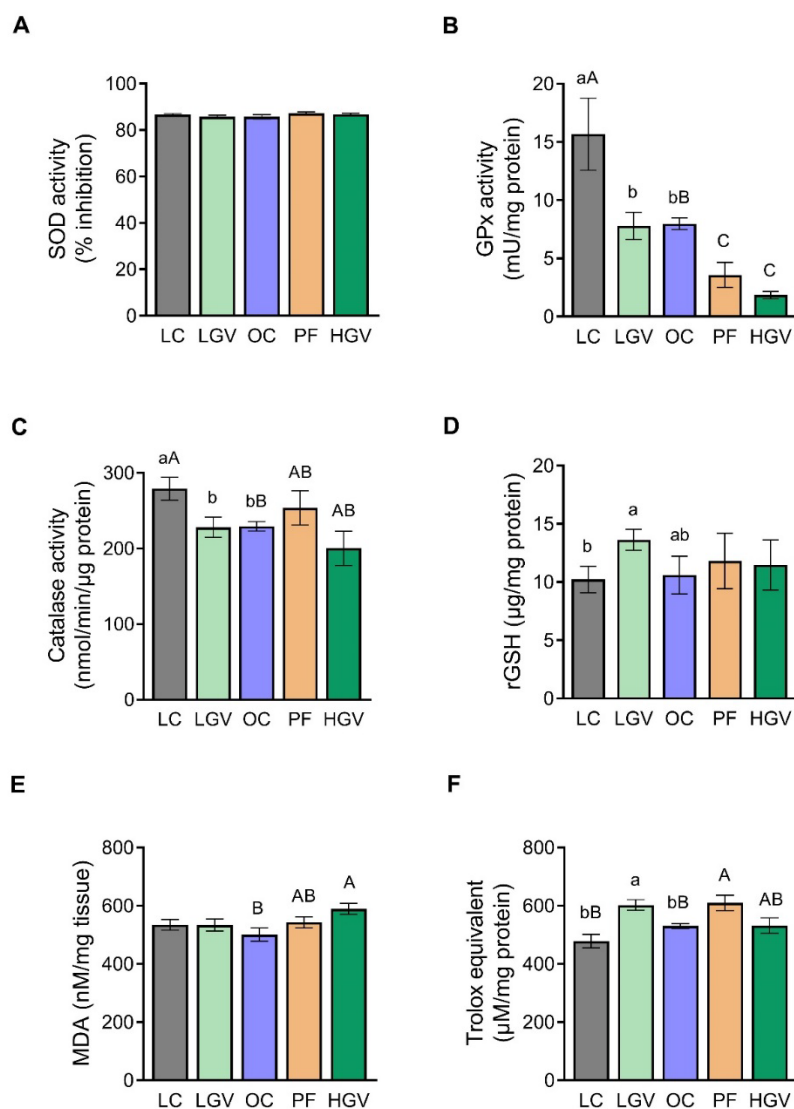 A
SOD activity
(% inhibition)
100
80
60
40
20
0
LC LGV OC PF HGV
B
GPx activity
(mU/mg protein)
20
15
10
5
0
aA b bB C C
LC LGV OC PF HGV
C
Catalase activity
(nmol/min/µg protein)
300
200
100
0
aA b bB AB AB
LC LGV OC PF HGV
D
rGSH (µg/mg protein)
20
15
10
5
0
b a ab
LC LGV OC PF HGV
E
MDA (nM/mg tissue)
800
600
400
200
0
B AB A
LC LGV OC PF HGV
F
Trolox equivalent
(µM/mg protein)
800
600
400
200
0
bB a bB A AB
LC LGV OC PF HGV